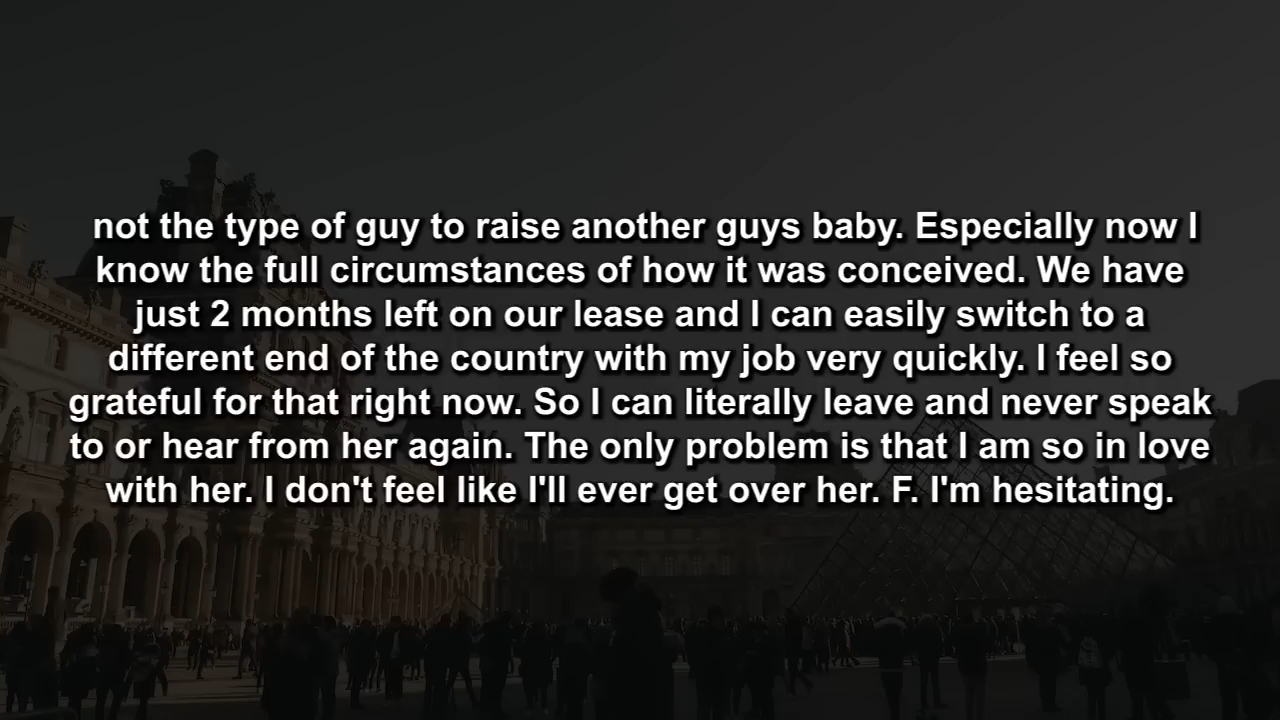 not the type of guy to raise another guys baby. Especially now I
know the full circumstances of how it was conceived. We have
just 2 months left on our lease and I can easily switch to a
different end of the country with my job very quickly. I feel so
grateful for that right now. So I can literally leave and never speak
to or hear from her again. The only problem is that I am so in love
with her. I don't feel like I'll ever get over her. F. I'm hesitating.